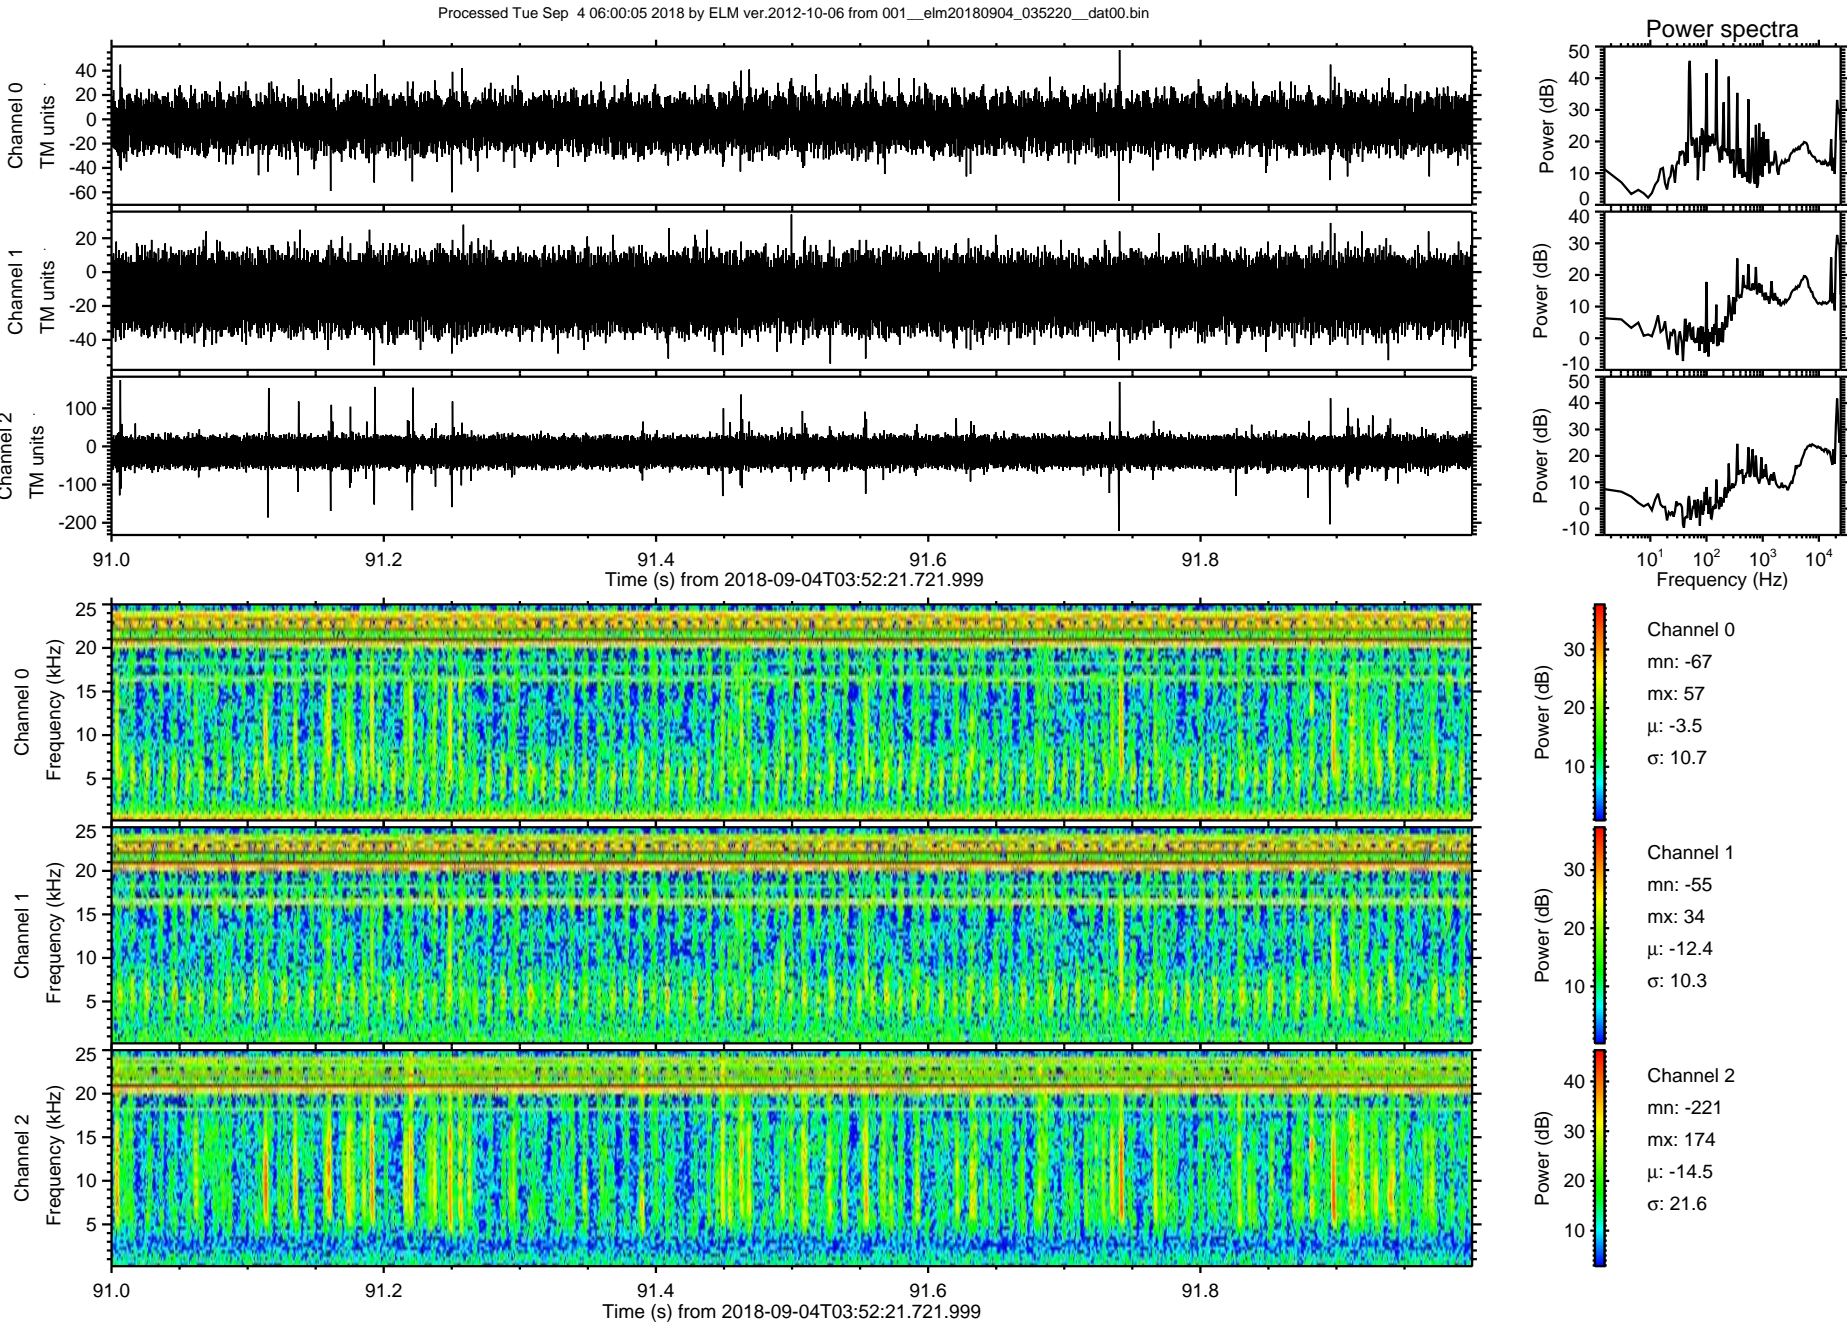 Processed Tue Sep  4 06:00:05 2018 by ELM ver.2012-10-06 from 001__elm20180904_035220__dat00.bin
Power spectra
Channel 0
TM units
40
20
0
-20
-40
-60
Power (dB)
50
40
30
20
10
0
Channel 1
TM units
20
0
-20
-40
Power (dB)
40
30
20
10
0
-10
Channel 2
TM units
100
0
-100
-200
Power (dB)
50
40
30
20
10
0
-10
91.0 91.2 91.4 91.6 91.8
Time (s) from 2018-09-04T03:52:21.721.999
10^1 10^2 10^3 10^4
Frequency (Hz)
Channel 0
Frequency (kHz)
25
20
15
10
5
Power (dB)
30
20
10
Channel 0
mn: -67
mx: 57
μ: -3.5
σ: 10.7
Channel 1
Frequency (kHz)
25
20
15
10
5
Power (dB)
30
20
10
Channel 1
mn: -55
mx: 34
μ: -12.4
σ: 10.3
Channel 2
Frequency (kHz)
25
20
15
10
5
Power (dB)
40
30
20
10
Channel 2
mn: -221
mx: 174
μ: -14.5
σ: 21.6
91.0 91.2 91.4 91.6 91.8
Time (s) from 2018-09-04T03:52:21.721.999